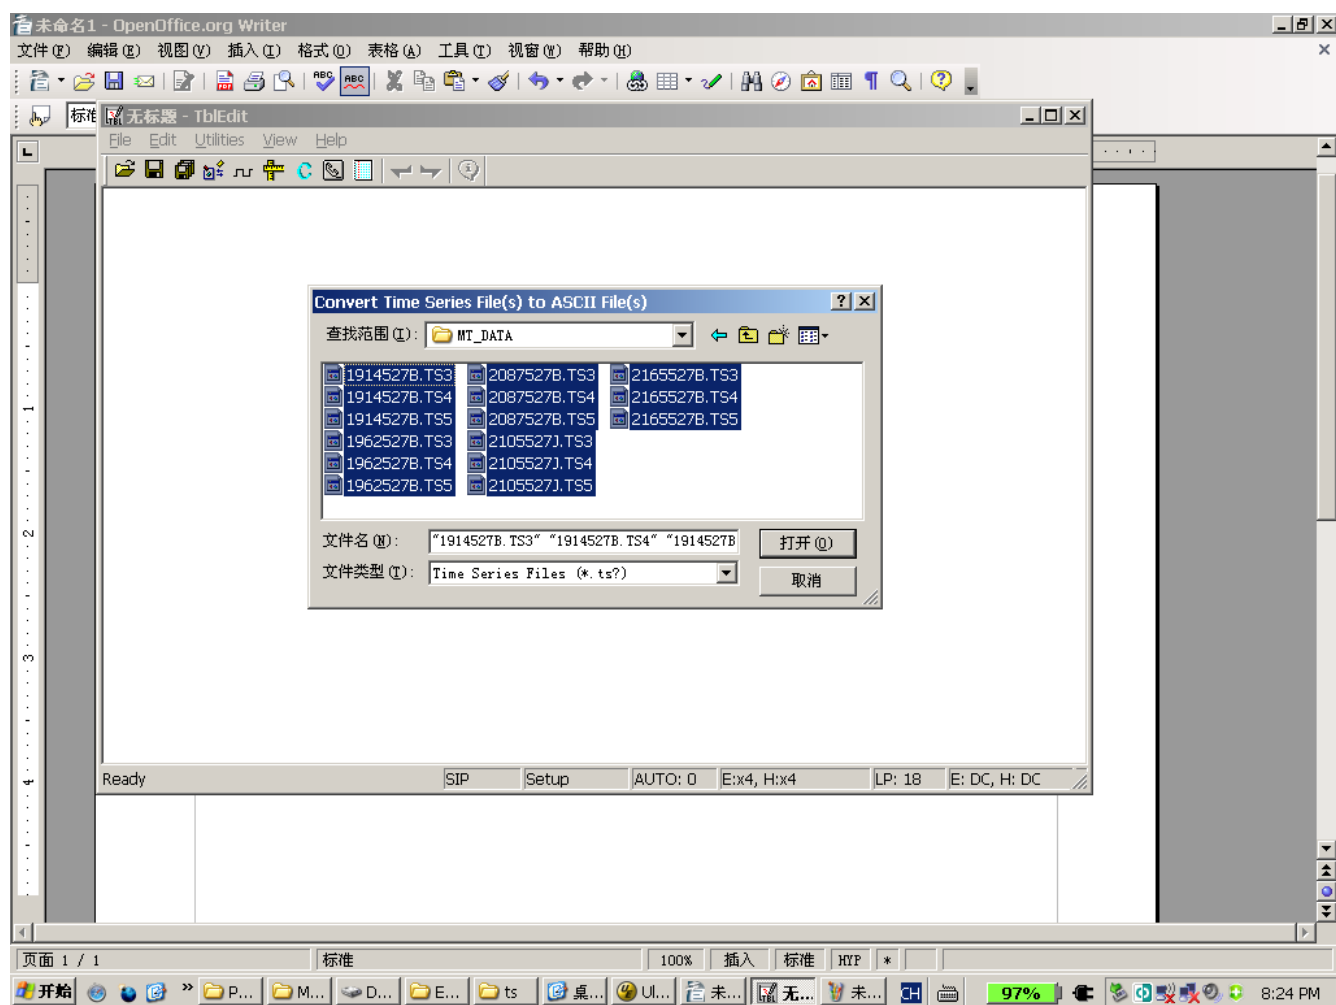 未命名1 - OpenOffice.org Writer
文件(F) 编辑(E) 视图(V) 插入(I) 格式(O) 表格(A) 工具(T) 视窗(W) 帮助(H)
标准
无标题 - TblEdit
File Edit Utilities View Help
Convert Time Series File(s) to ASCII File(s)
查找范围(I): MT_DATA
1914527B.TS3 2087527B.TS3 2165527B.TS3
1914527B.TS4 2087527B.TS4 2165527B.TS4
1914527B.TS5 2087527B.TS5 2165527B.TS5
1962527B.TS3 2105527J.TS3
1962527B.TS4 2105527J.TS4
1962527B.TS5 2105527J.TS5
文件名(N): "1914527B.TS3" "1914527B.TS4" "1914527B 打开(O)
文件类型(T): Time Series Files (*.ts?) 取消
1
2
3
4
Ready SIP Setup AUTO: 0 E:x4, H:x4 LP: 18 E: DC, H: DC
页面 1 / 1 标准 100% 插入 标准 HYP *
开始 » P... M... D... E... ts 桌... Ul... 未... 无... 未... CH 97% 8:24 PM